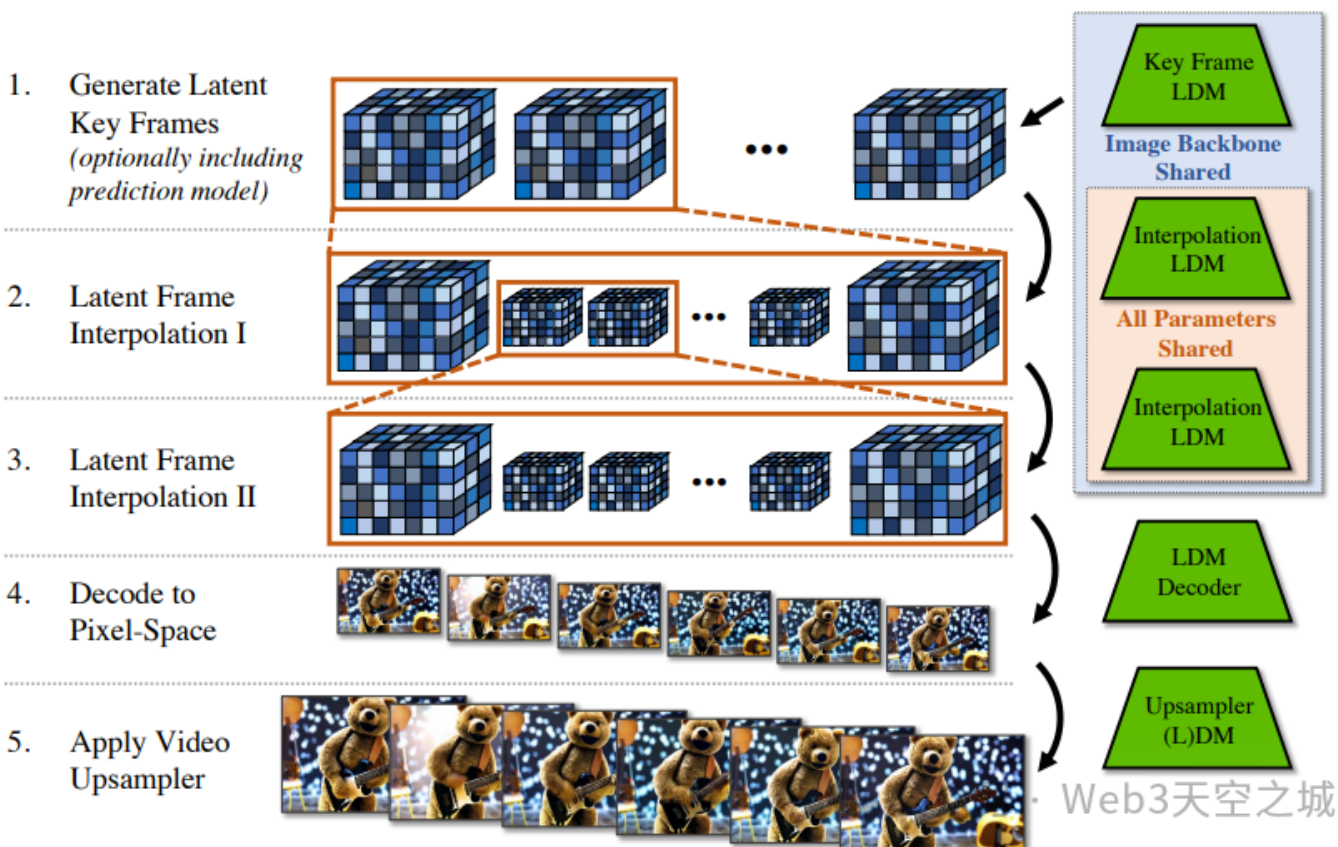 1. Generate Latent
Key Frames
(optionally including
prediction model)
2. Latent Frame
Interpolation I
3. Latent Frame
Interpolation II
4. Decode to
Pixel-Space
5. Apply Video
Upsampler
Key Frame
LDM
Image Backbone
Shared
Interpolation
LDM
All Parameters
Shared
Interpolation
LDM
LDM
Decoder
Upsampler
(L)DM
· Web3天空之城